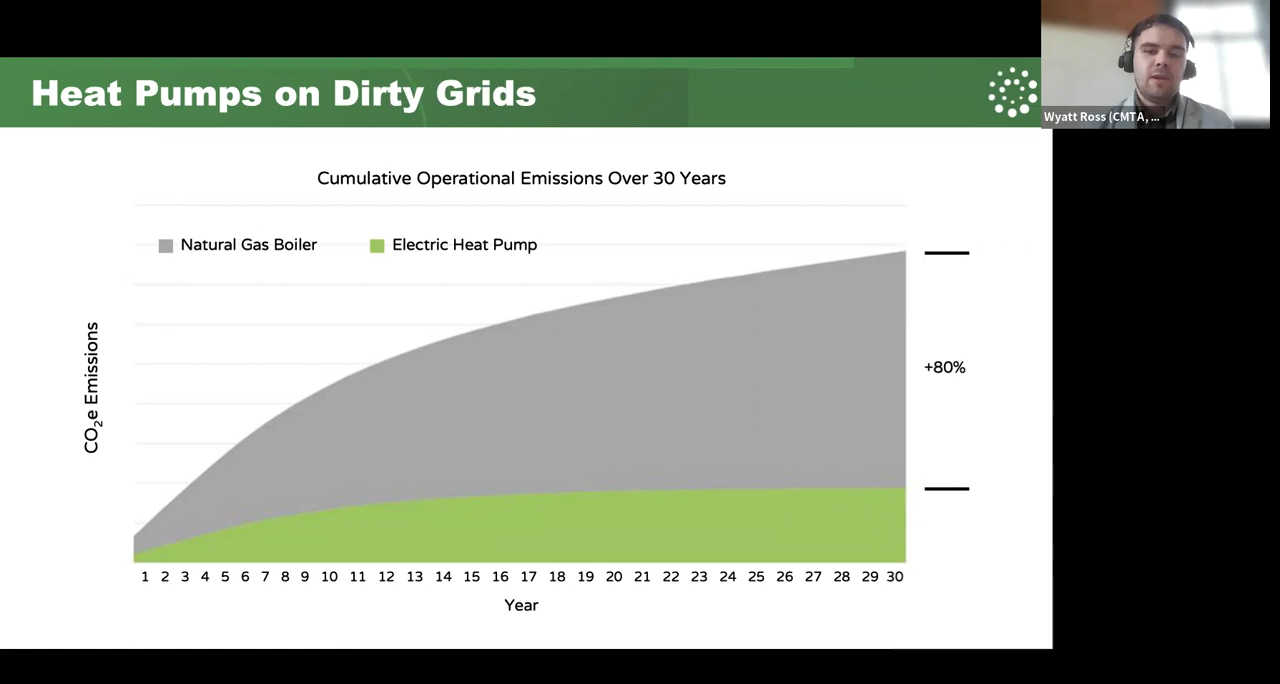 Heat Pumps on Dirty Grids
Wyatt Ross (CMTA, ...
Cumulative Operational Emissions Over 30 Years
Natural Gas Boiler
Electric Heat Pump
CO₂e Emissions
+80%
1 2 3 4 5 6 7 8 9 10 11 12 13 14 15 16 17 18 19 20 21 22 23 24 25 26 27 28 29 30
Year